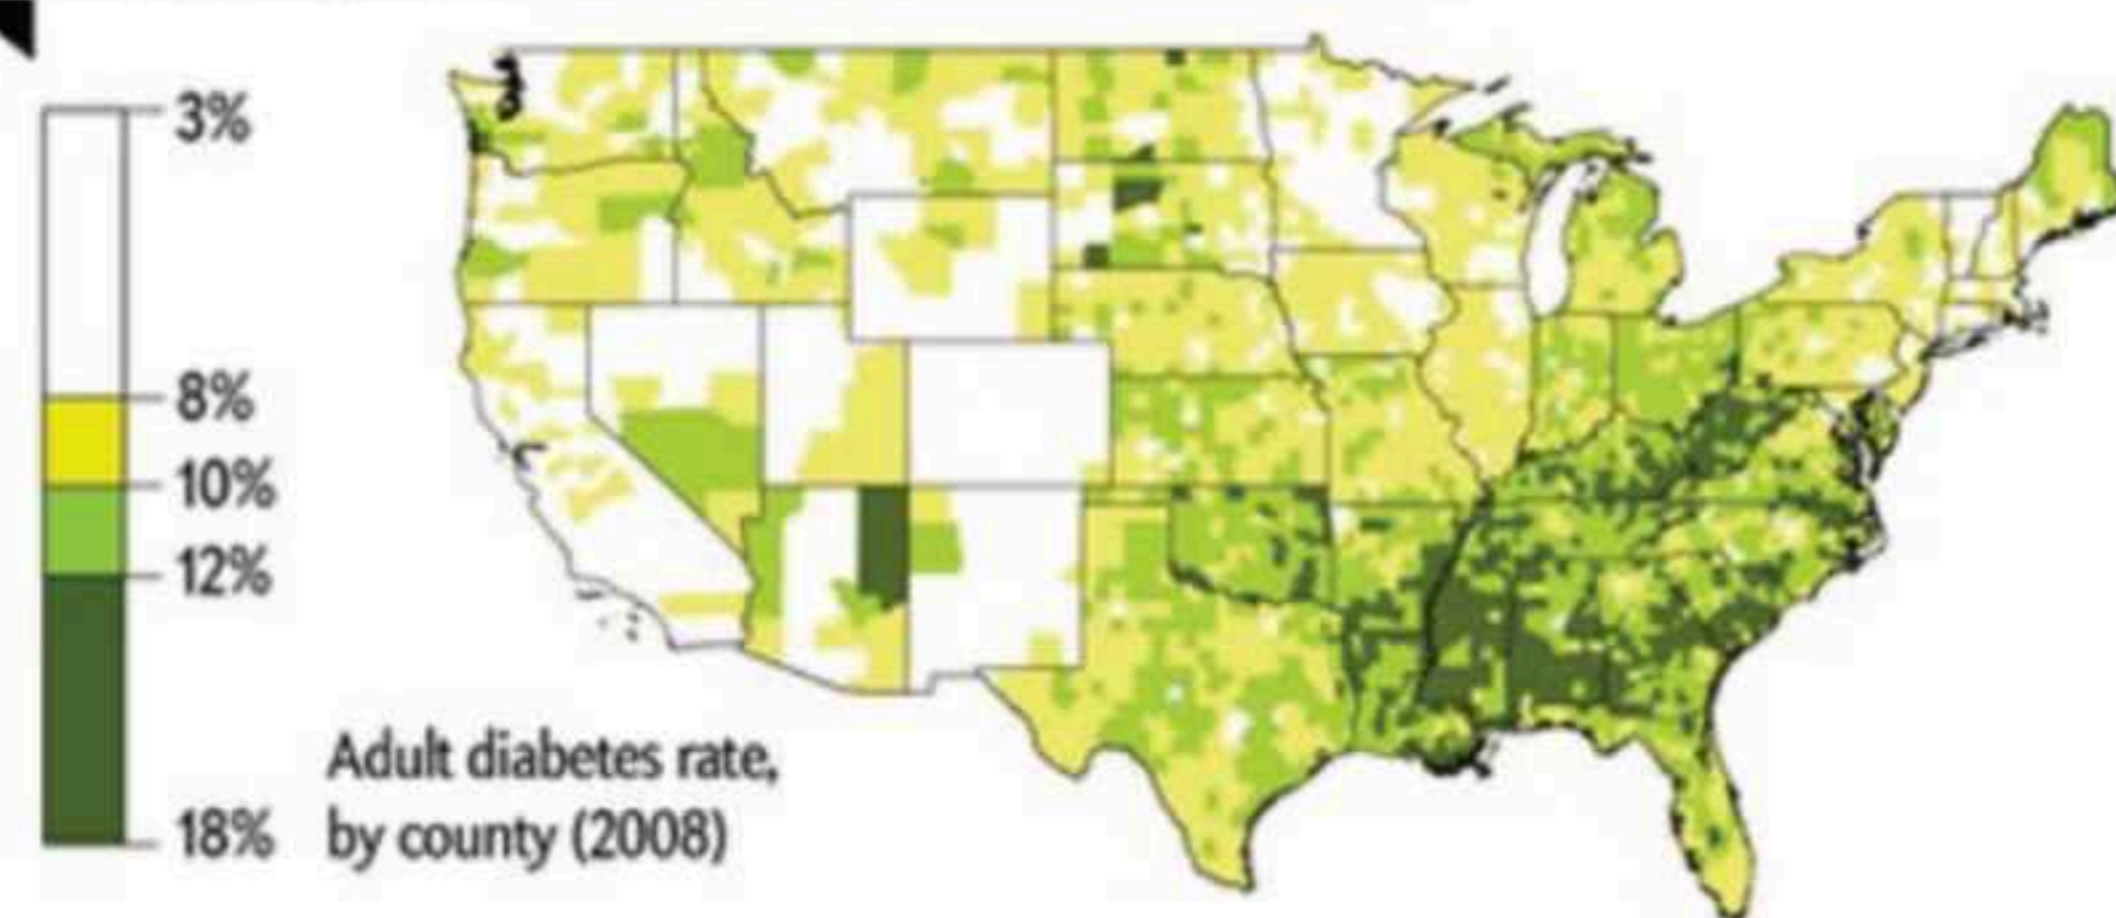 3%
8%
10%
12%
18%
Adult diabetes rate,
by county (2008)